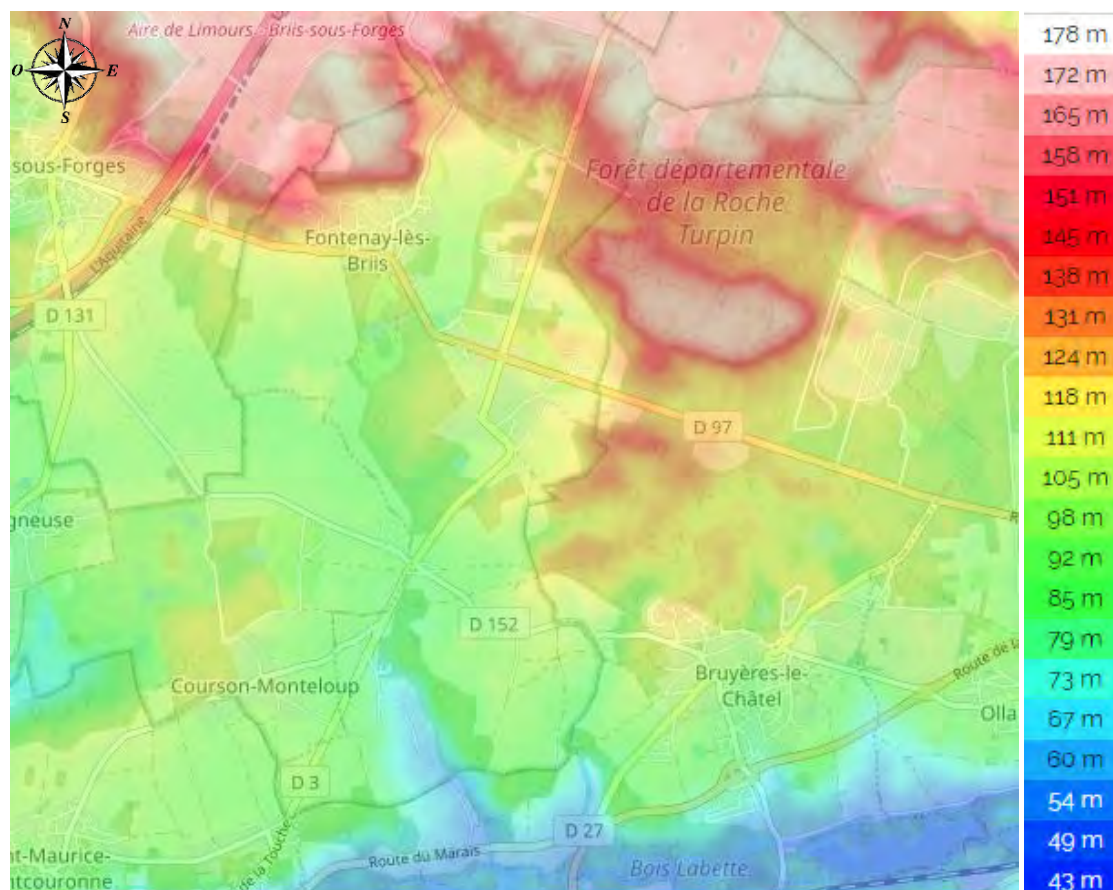 N
O
E
S
Aire de Limours - Briis-sous-Forges
sous-Forges
L'Aquitaine
Forêt départementale
de la Roche
Turpin
Fontenay-lès-
Briis
D 131
D 97
gneuse
D 152
Courson-Monteloup
Bruyères-le-
Châtel
Route de la
Olla
D 3
D 27
de la Touche
Route du Marais
Bois Labette
nt-Maurice-
ntcouronne
178 m
172 m
165 m
158 m
151 m
145 m
138 m
131 m
124 m
118 m
111 m
105 m
98 m
92 m
85 m
79 m
73 m
67 m
60 m
54 m
49 m
43 m